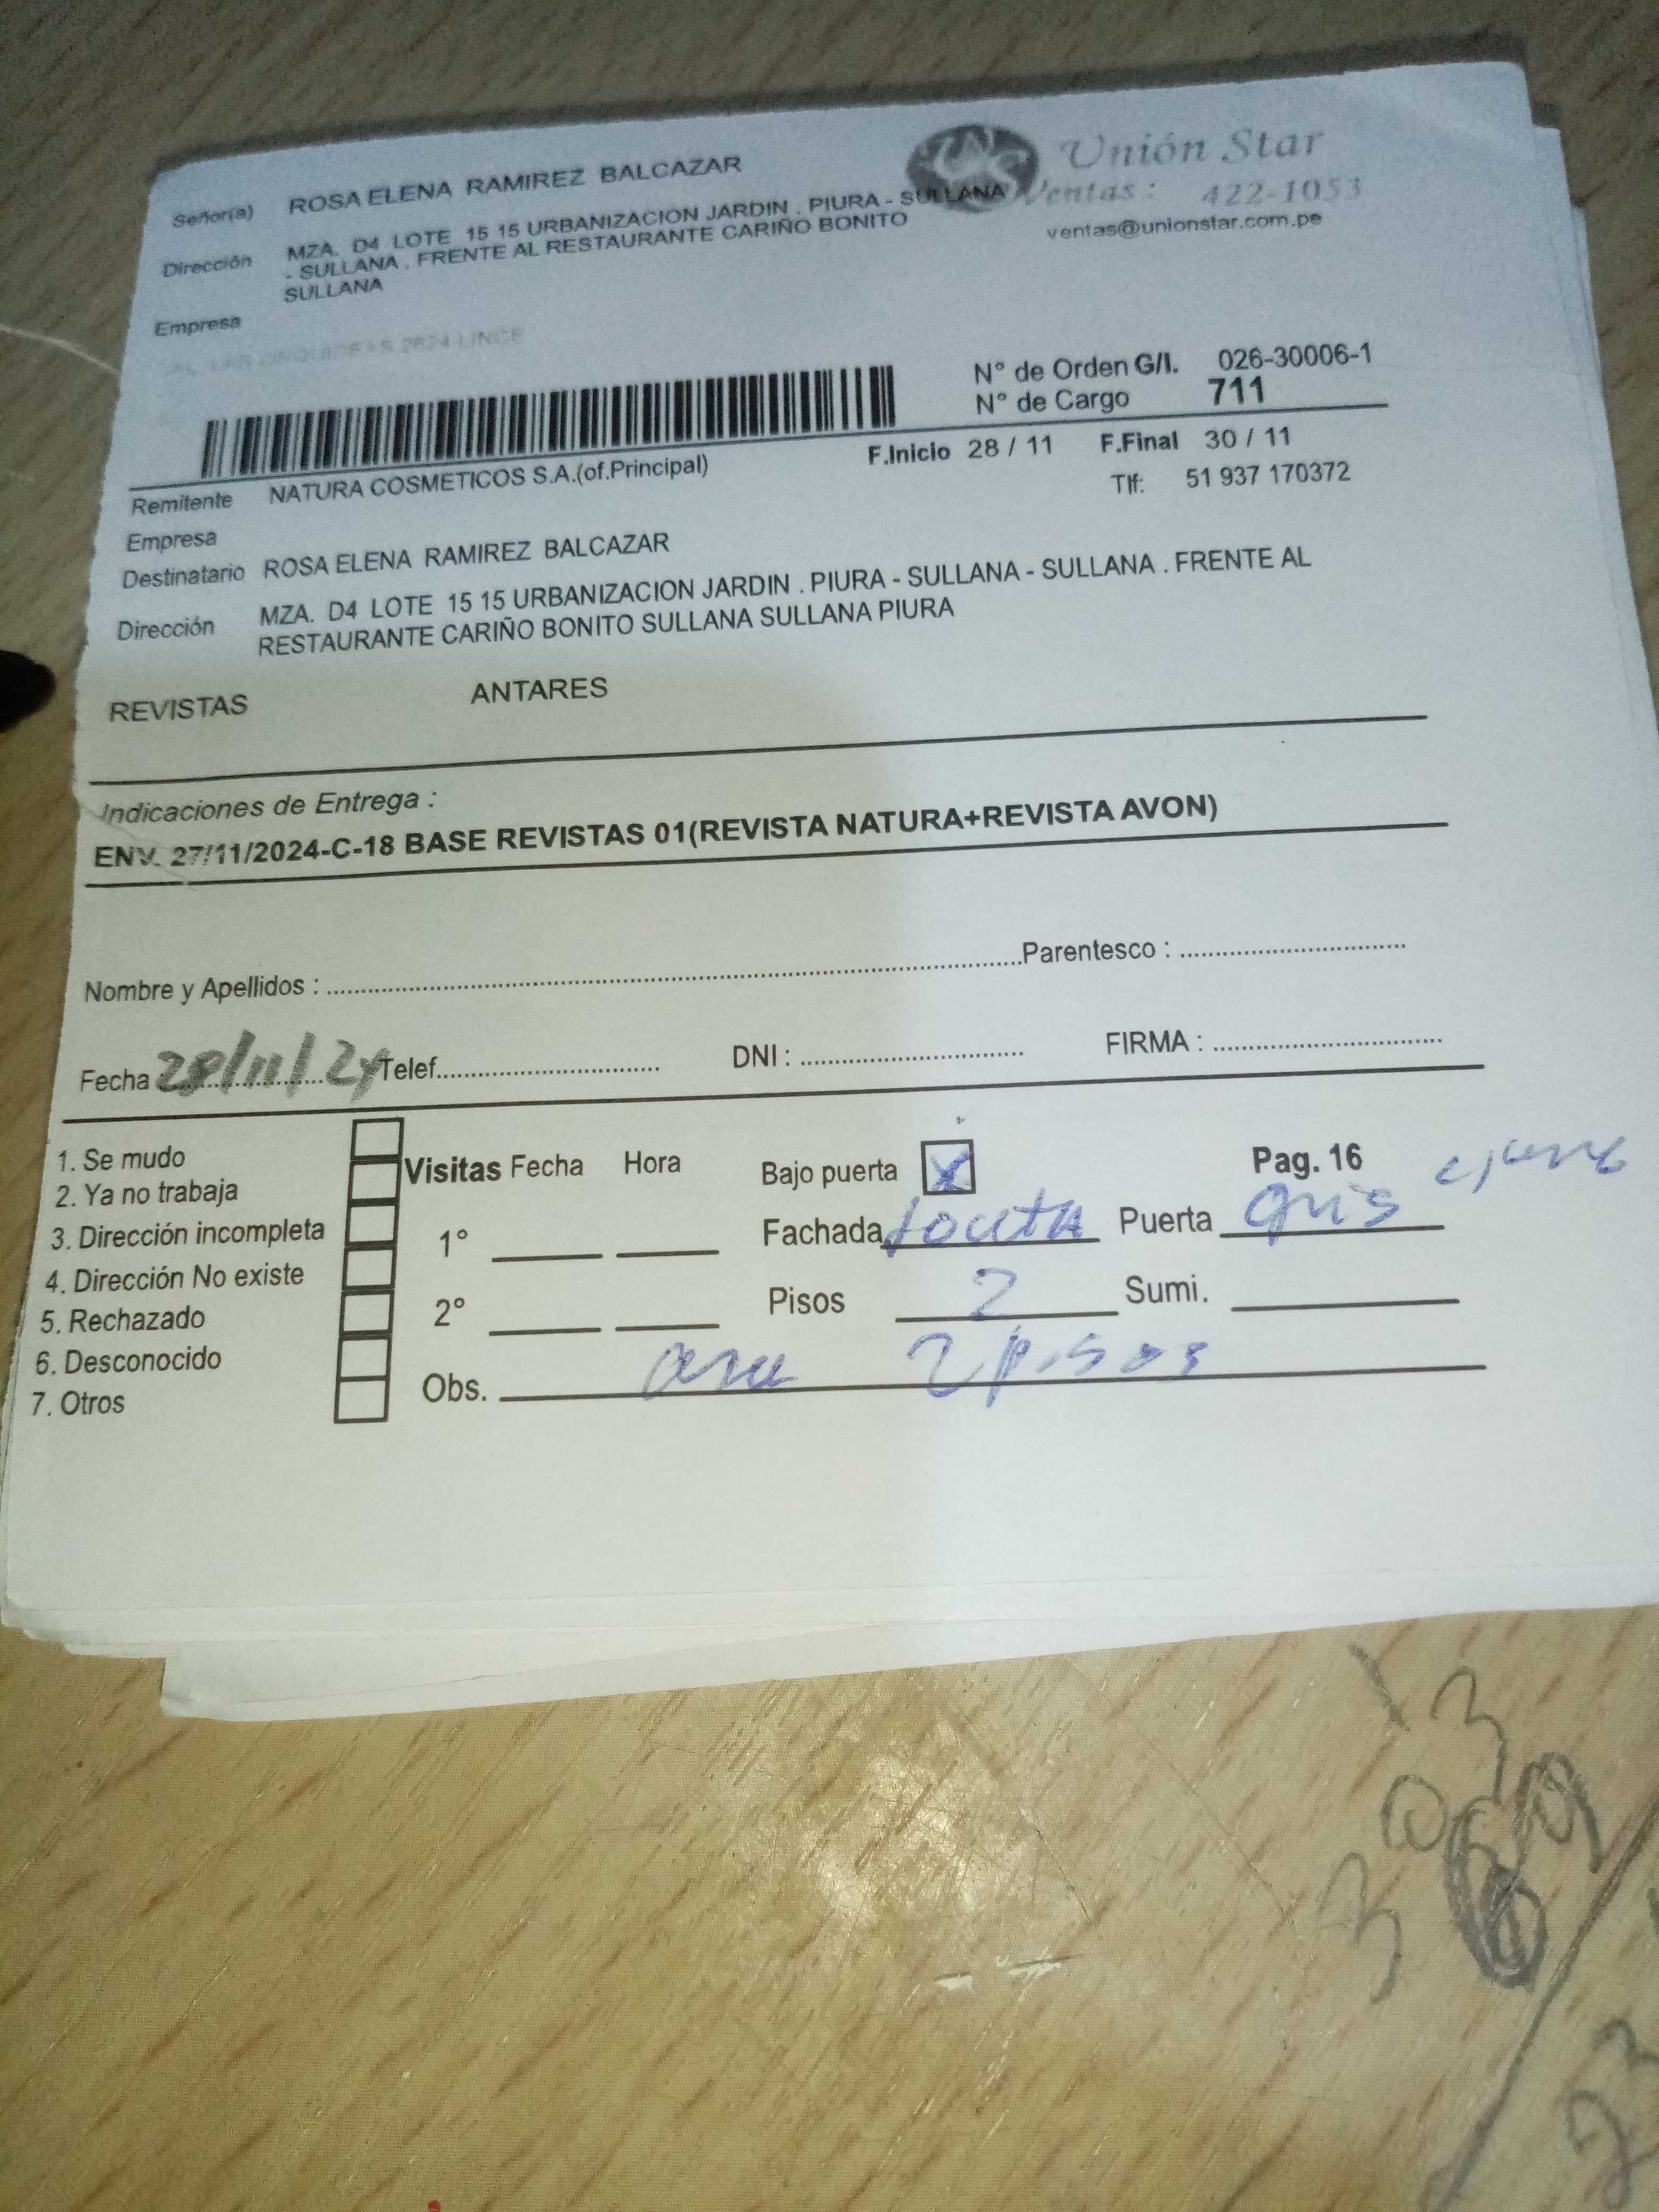 Unión Star
Ventas: 422-1053
ventas@unionstar.com.pe
Señor(a) ROSA ELENA RAMIREZ BALCAZAR
Dirección MZA. D4 LOTE 15 15 URBANIZACION JARDIN . PIURA - SULLANA
. SULLANA . FRENTE AL RESTAURANTE CARIÑO BONITO
SULLANA
Empresa
LAS ORQUIDEAS 2624 LINCE
N° de Orden G/I. 026-30006-1
N° de Cargo 711
F.Inicio 28 / 11 F.Final 30 / 11
Remitente NATURA COSMETICOS S.A.(of.Principal)
Tlf: 51 937 170372
Empresa
Destinatario ROSA ELENA RAMIREZ BALCAZAR
Dirección MZA. D4 LOTE 15 15 URBANIZACION JARDIN . PIURA - SULLANA - SULLANA . FRENTE AL
RESTAURANTE CARIÑO BONITO SULLANA SULLANA PIURA
REVISTAS ANTARES
Indicaciones de Entrega :
ENV. 27/11/2024-C-18 BASE REVISTAS 01(REVISTA NATURA+REVISTA AVON)
Nombre y Apellidos : Parentesco :
Fecha 28/11/24 Telef. DNI : FIRMA :
1. Se mudo
2. Ya no trabaja
3. Dirección incompleta
4. Dirección No existe
5. Rechazado
6. Desconocido
7. Otros
Visitas Fecha Hora
1°
2°
Bajo puerta X Pag. 16
Fachada Puerta gris
Pisos 2 Sumi.
Obs. 2 pisos